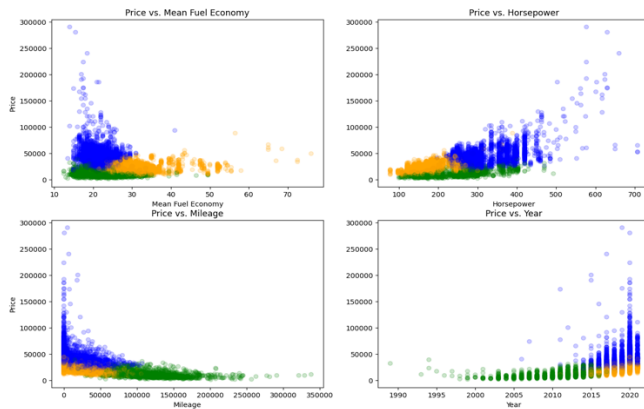 Price vs. Mean Fuel Economy
300000
250000
200000
150000
100000
50000
0
Price
10 20 30 40 50 60 70
Mean Fuel Economy
Price vs. Horsepower
300000
250000
200000
150000
100000
50000
0
100 200 300 400 500 600 700
Horsepower
Price vs. Mileage
300000
250000
200000
150000
100000
50000
0
Price
0 50000 100000 150000 200000 250000 300000 350000
Mileage
Price vs. Year
300000
250000
200000
150000
100000
50000
0
1990 1995 2000 2005 2010 2015 2020
Year